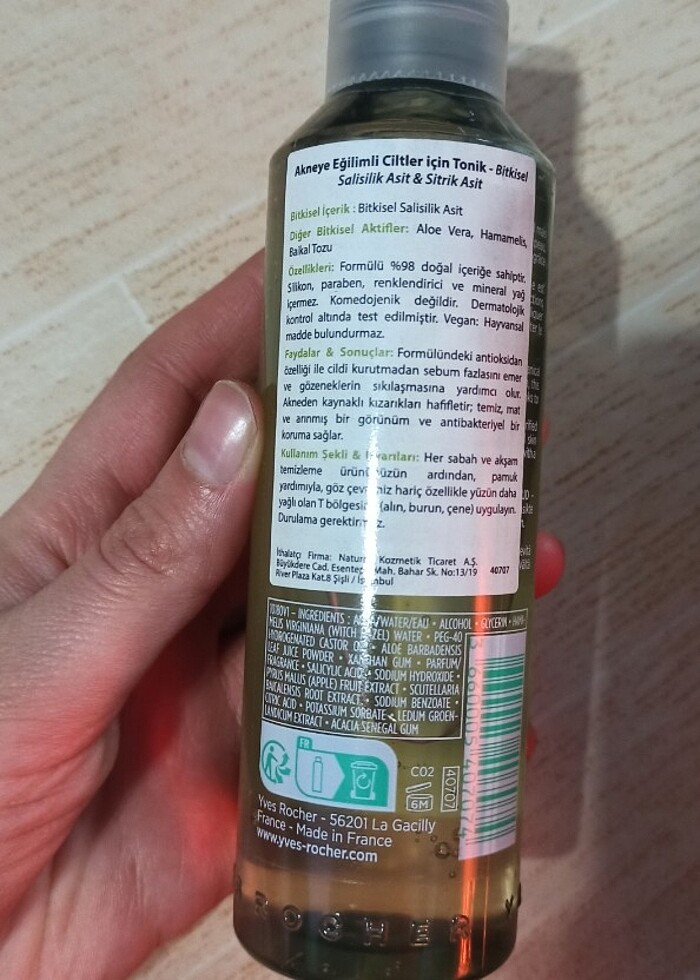 Akneye Eğilimli Ciltler için Tonik - Bitkisel
Salisilik Asit & Sitrik Asit
Bitkisel İçerik : Bitkisel Salisilik Asit
Diğer Bitkisel Aktifler: Aloe Vera, Hamamelis,
Baikal Tozu
Özellikleri: Formülü %98 doğal içeriğe sahiptir.
Silikon, paraben, renklendirici ve mineral yağ
içermez. Komedojenik değildir. Dermatolojik
kontrol altında test edilmiştir. Vegan: Hayvansal
madde bulundurmaz.
Faydalar & Sonuçlar: Formülündeki antioksidan
özelliği ile cildi kurutmadan sebum fazlasını emer
ve gözeneklerin sıkılaşmasına yardımcı olur.
Akneden kaynaklı kızarıkları hafifletir; temiz, mat
ve arınmış bir görünüm ve antibakteriyel bir
koruma sağlar.
Kullanım Şekli & Uyarıları: Her sabah ve akşam
temizleme ürününüzün ardından, pamuk
yardımıyla, göz çevreniz hariç özellikle yüzün daha
yağlı olan T bölgesine (alın, burun, çene) uygulayın.
Durulama gerektirmez.
İthalatçı Firma: Natura Kozmetik Ticaret A.Ş.
Büyükdere Cad. Esentepe Mah. Bahar Sk. No:13/19 40707
River Plaza Kat.8 Şişli / İstanbul
INGREDIENTS : AQUA/WATER/EAU • ALCOHOL • GLYCERIN • HAMA-
MELIS VIRGINIANA (WITCH HAZEL) WATER • PEG-40
HYDROGENATED CASTOR OIL • ALOE BARBADENSIS
LEAF JUICE POWDER • XANTHAN GUM • PARFUM/
FRAGRANCE • SALICYLIC ACID • SODIUM HYDROXIDE •
PYRUS MALUS (APPLE) FRUIT EXTRACT • SCUTELLARIA
BAICALENSIS ROOT EXTRACT • SODIUM BENZOATE •
CITRIC ACID • POTASSIUM SORBATE • LEDUM GROEN-
LANDICUM EXTRACT • ACACIA SENEGAL GUM
FR
C02
6M
40707
Yves Rocher - 56201 La Gacilly
France - Made in France
www.yves-rocher.com
ROCHER Y